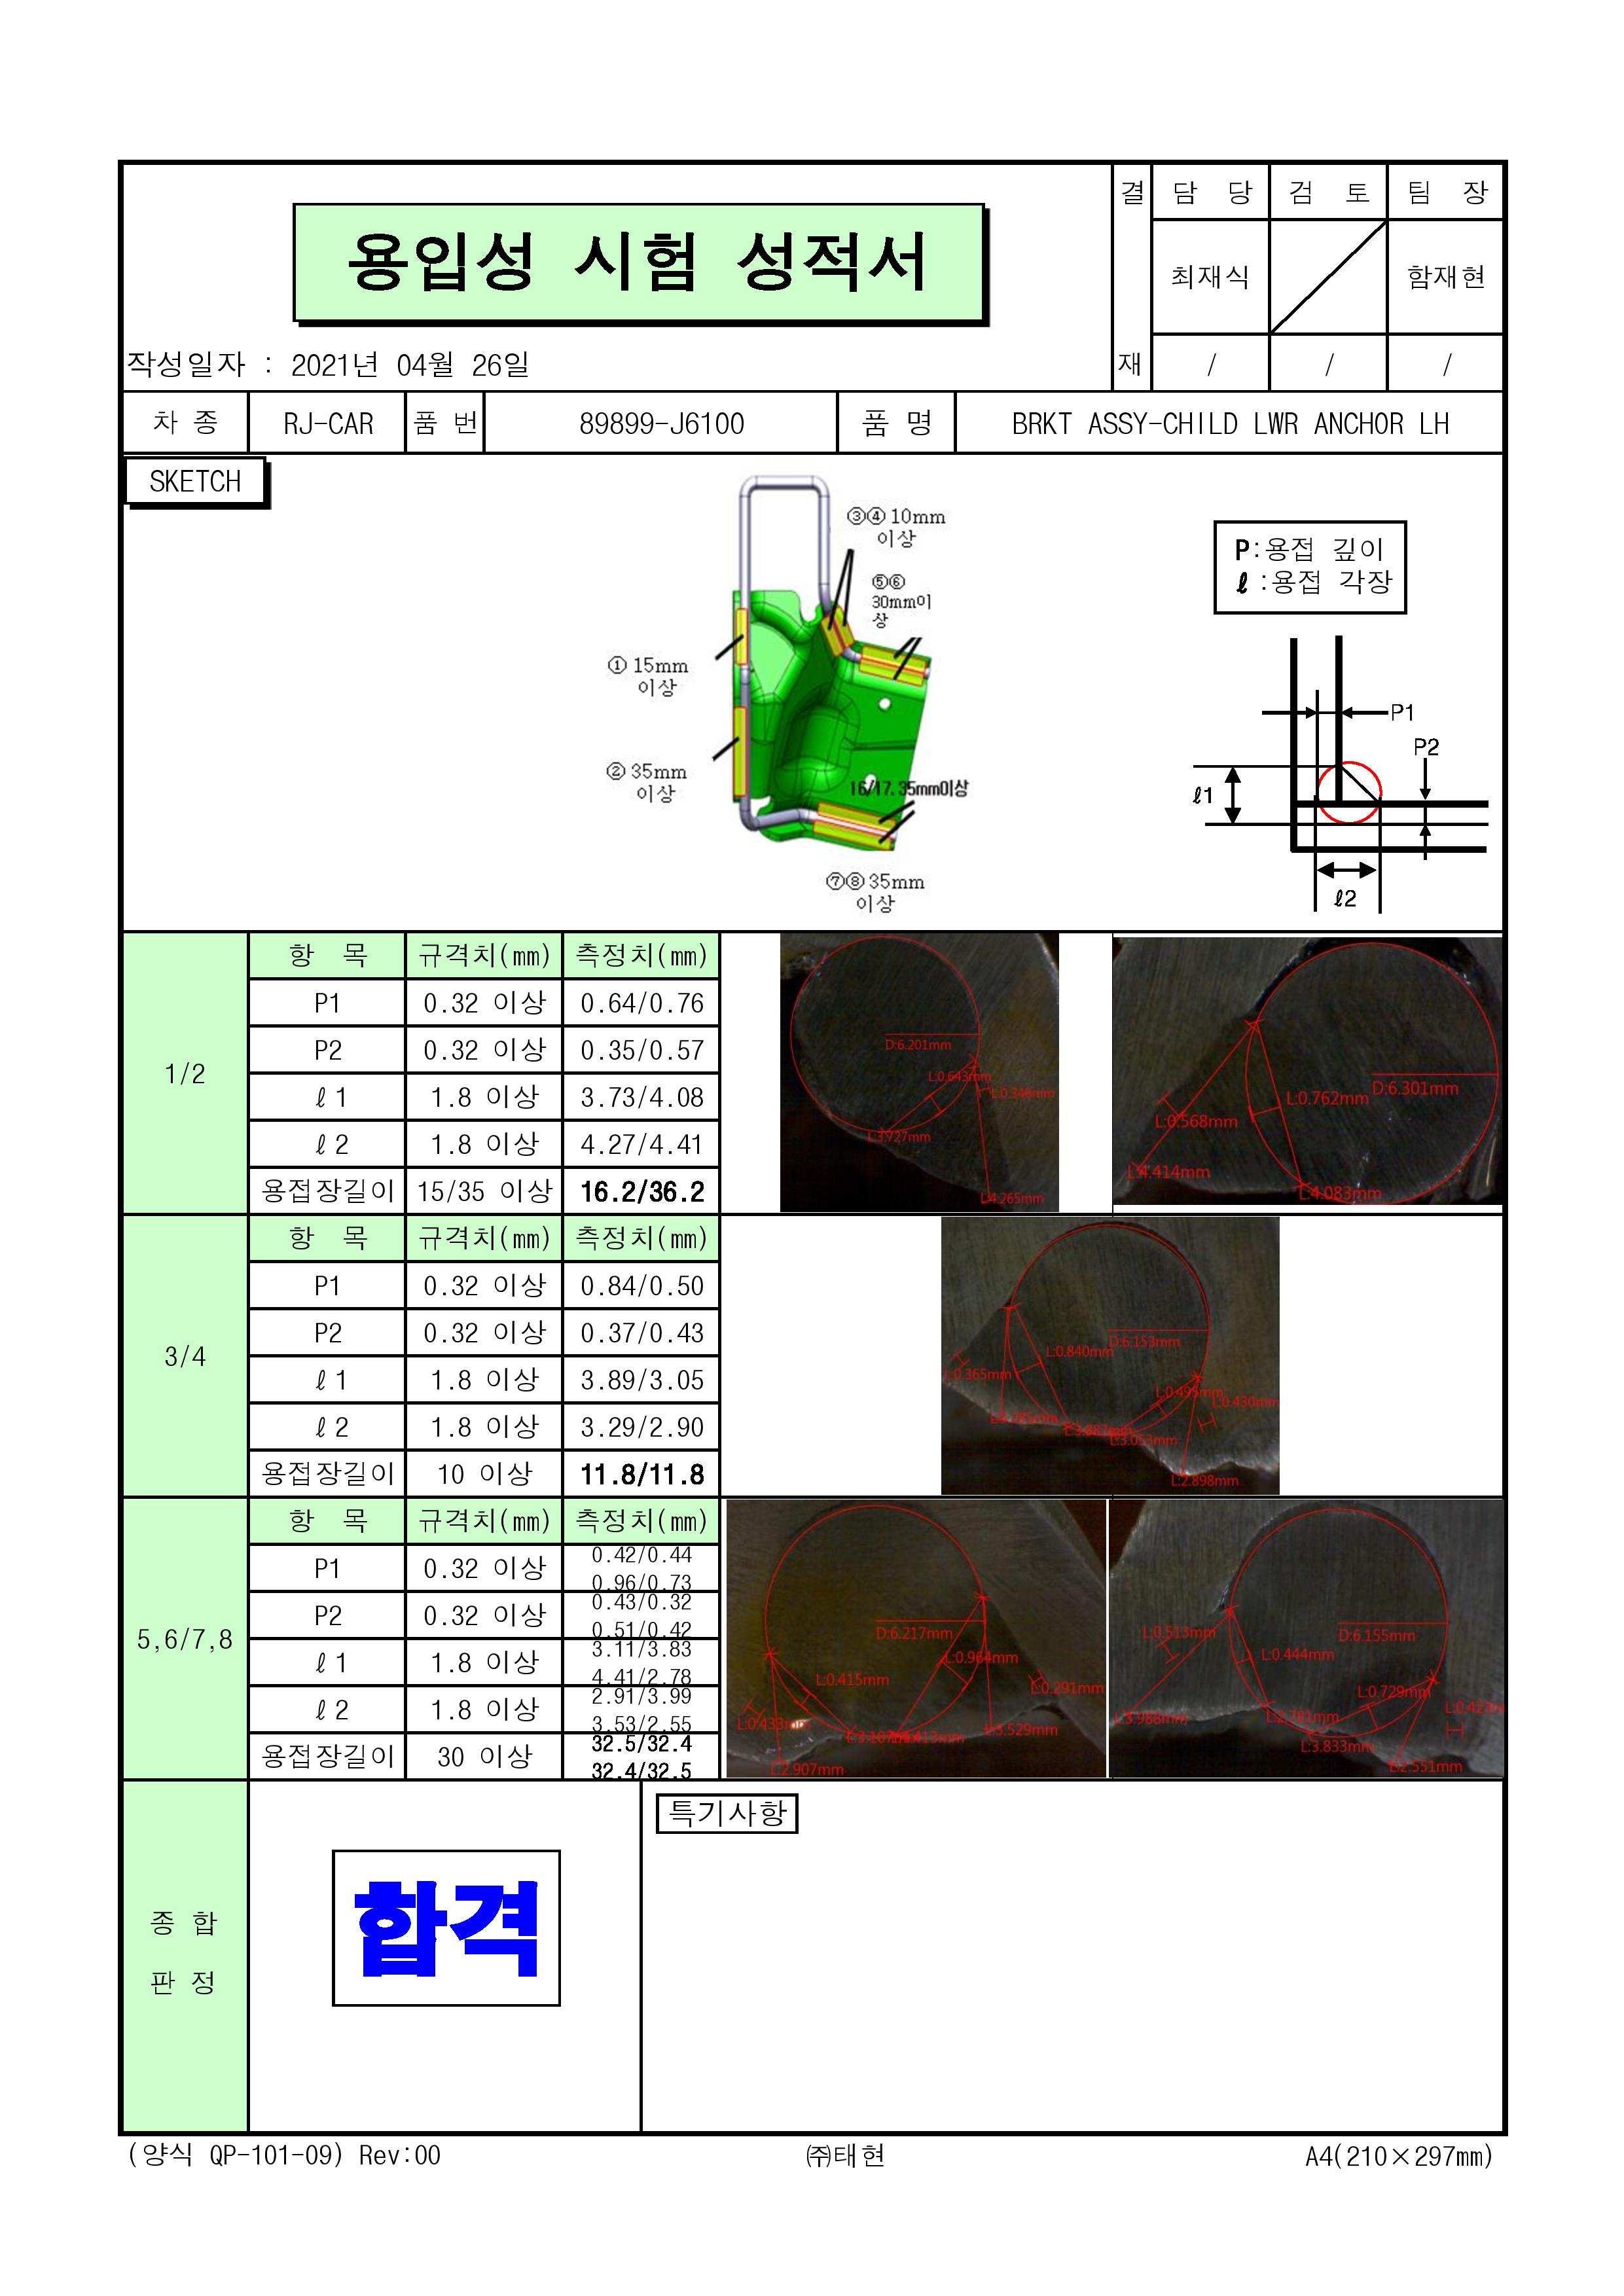 용입성 시험 성적서
결 재
담 당 검 토 팀 장
최재식 함재현
/ / /
작성일자 : 2021년 04월 26일
차 종 RJ-CAR 품 번 89899-J6100 품 명 BRKT ASSY-CHILD LWR ANCHOR LH
SKETCH
③④ 10mm
이상
⑤⑥
30mm이
상
① 15mm
이상
② 35mm
이상
16/17. 35mm이상
⑦⑧ 35mm
이상
P:용접 깊이
ℓ :용접 각장
P1
P2
ℓ1
ℓ2
1/2
항 목 규격치(mm) 측정치(mm)
P1 0.32 이상 0.64/0.76
P2 0.32 이상 0.35/0.57
ℓ1 1.8 이상 3.73/4.08
ℓ2 1.8 이상 4.27/4.41
용접장길이 15/35 이상 16.2/36.2
D:6.201mm
L:0.643mm
L:0.346mm
L:3.727mm
L:4.265mm
L:0.762mm
D:6.301mm
L:0.568mm
L:4.414mm
L:4.083mm
3/4
항 목 규격치(mm) 측정치(mm)
P1 0.32 이상 0.84/0.50
P2 0.32 이상 0.37/0.43
ℓ1 1.8 이상 3.89/3.05
ℓ2 1.8 이상 3.29/2.90
용접장길이 10 이상 11.8/11.8
D:6.153mm
L:0.840mm
L:0.365mm
L:0.495mm
L:0.430mm
L:3.887mm
L:3.053mm
L:2.898mm
5,6/7,8
항 목 규격치(mm) 측정치(mm)
P1 0.32 이상 0.42/0.44
0.96/0.73
P2 0.32 이상 0.43/0.32
0.51/0.42
ℓ1 1.8 이상 3.11/3.83
4.41/2.78
ℓ2 1.8 이상 2.91/3.99
3.53/2.55
용접장길이 30 이상 32.5/32.4
32.4/32.5
D:6.217mm
L:0.964mm
L:0.415mm
L:0.291mm
L:0.433mm
L:3.529mm
L:2.907mm
L:0.513mm
D:6.155mm
L:0.444mm
L:0.729mm
L:3.988mm
L:2.781mm
L:3.833mm
L:2.551mm
종 합
판 정
합격
특기사항
(양식 QP-101-09) Rev:00 ㈜태현 A4(210×297mm)